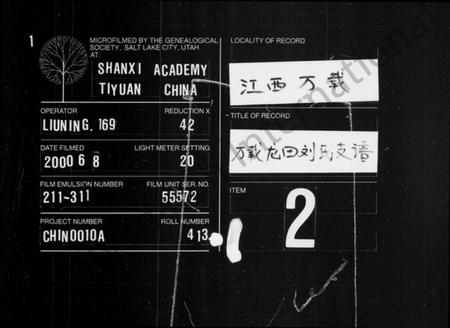 1
MICROFILMED BY THE GENEALOGICAL
SOCIETY, SALT LAKE CITY, UTAH
AT:
SHANXI ACADEMY
TIYUAN CHINA
OPERATOR REDUCTION X
LIUNING. 169 42
DATE FILMED LIGHT METER SETTING
2000 6 8 20
FILM EMULSION NUMBER FILM UNIT SER. NO.
211-311 55572
PROJECT NUMBER ROLL NUMBER
CHIN0010A 413.
LOCALITY OF RECORD
江西 万载
TITLE OF RECORD
万载龙田刘氏支谱
ITEM
2
International